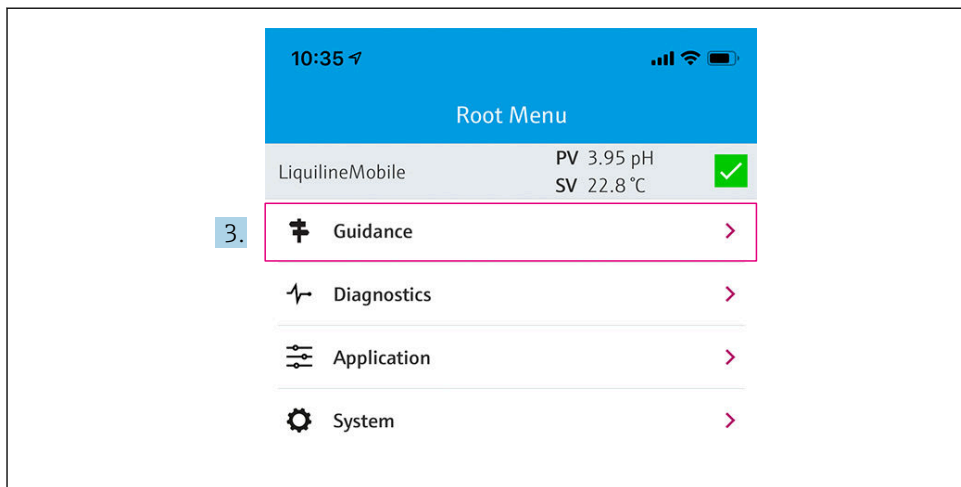 10:35
Root Menu
LiquilineMobile
PV 3.95 pH
SV 22.8 °C
3.
Guidance
Diagnostics
Application
System